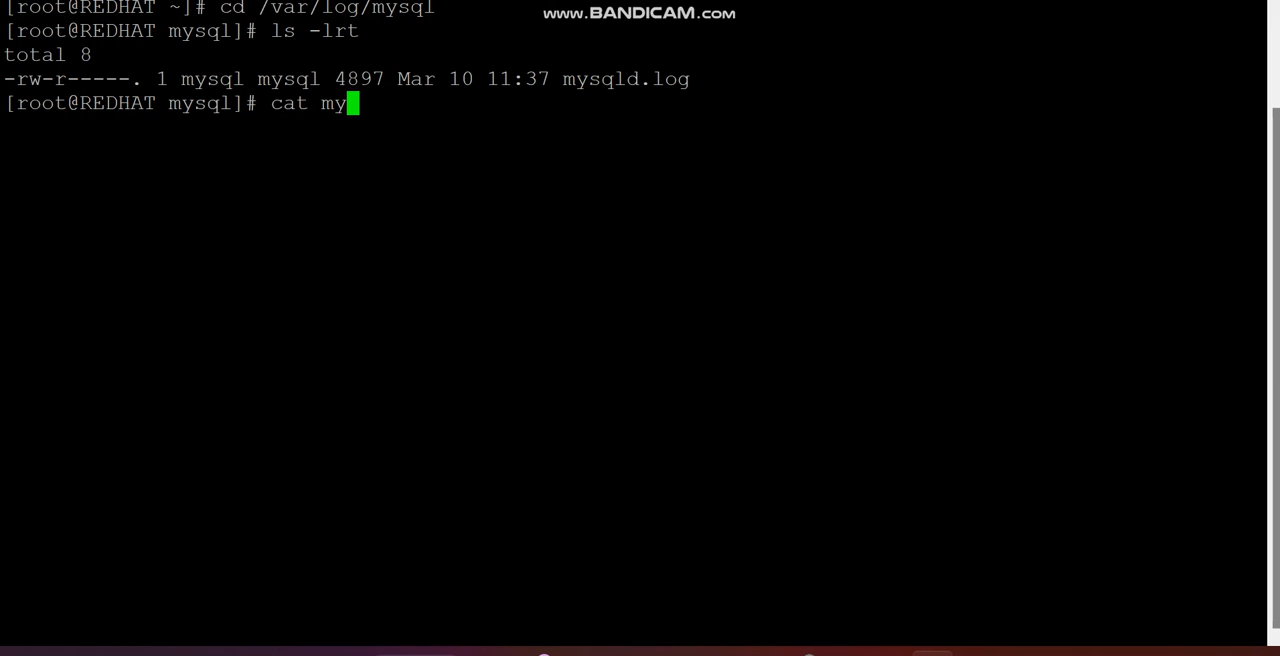 [root@REDHAT ~]# cd /var/log/mysql
www.BANDICAM.com
[root@REDHAT mysql]# ls -lrt
total 8
-rw-r-----. 1 mysql mysql 4897 Mar 10 11:37 mysqld.log
[root@REDHAT mysql]# cat my